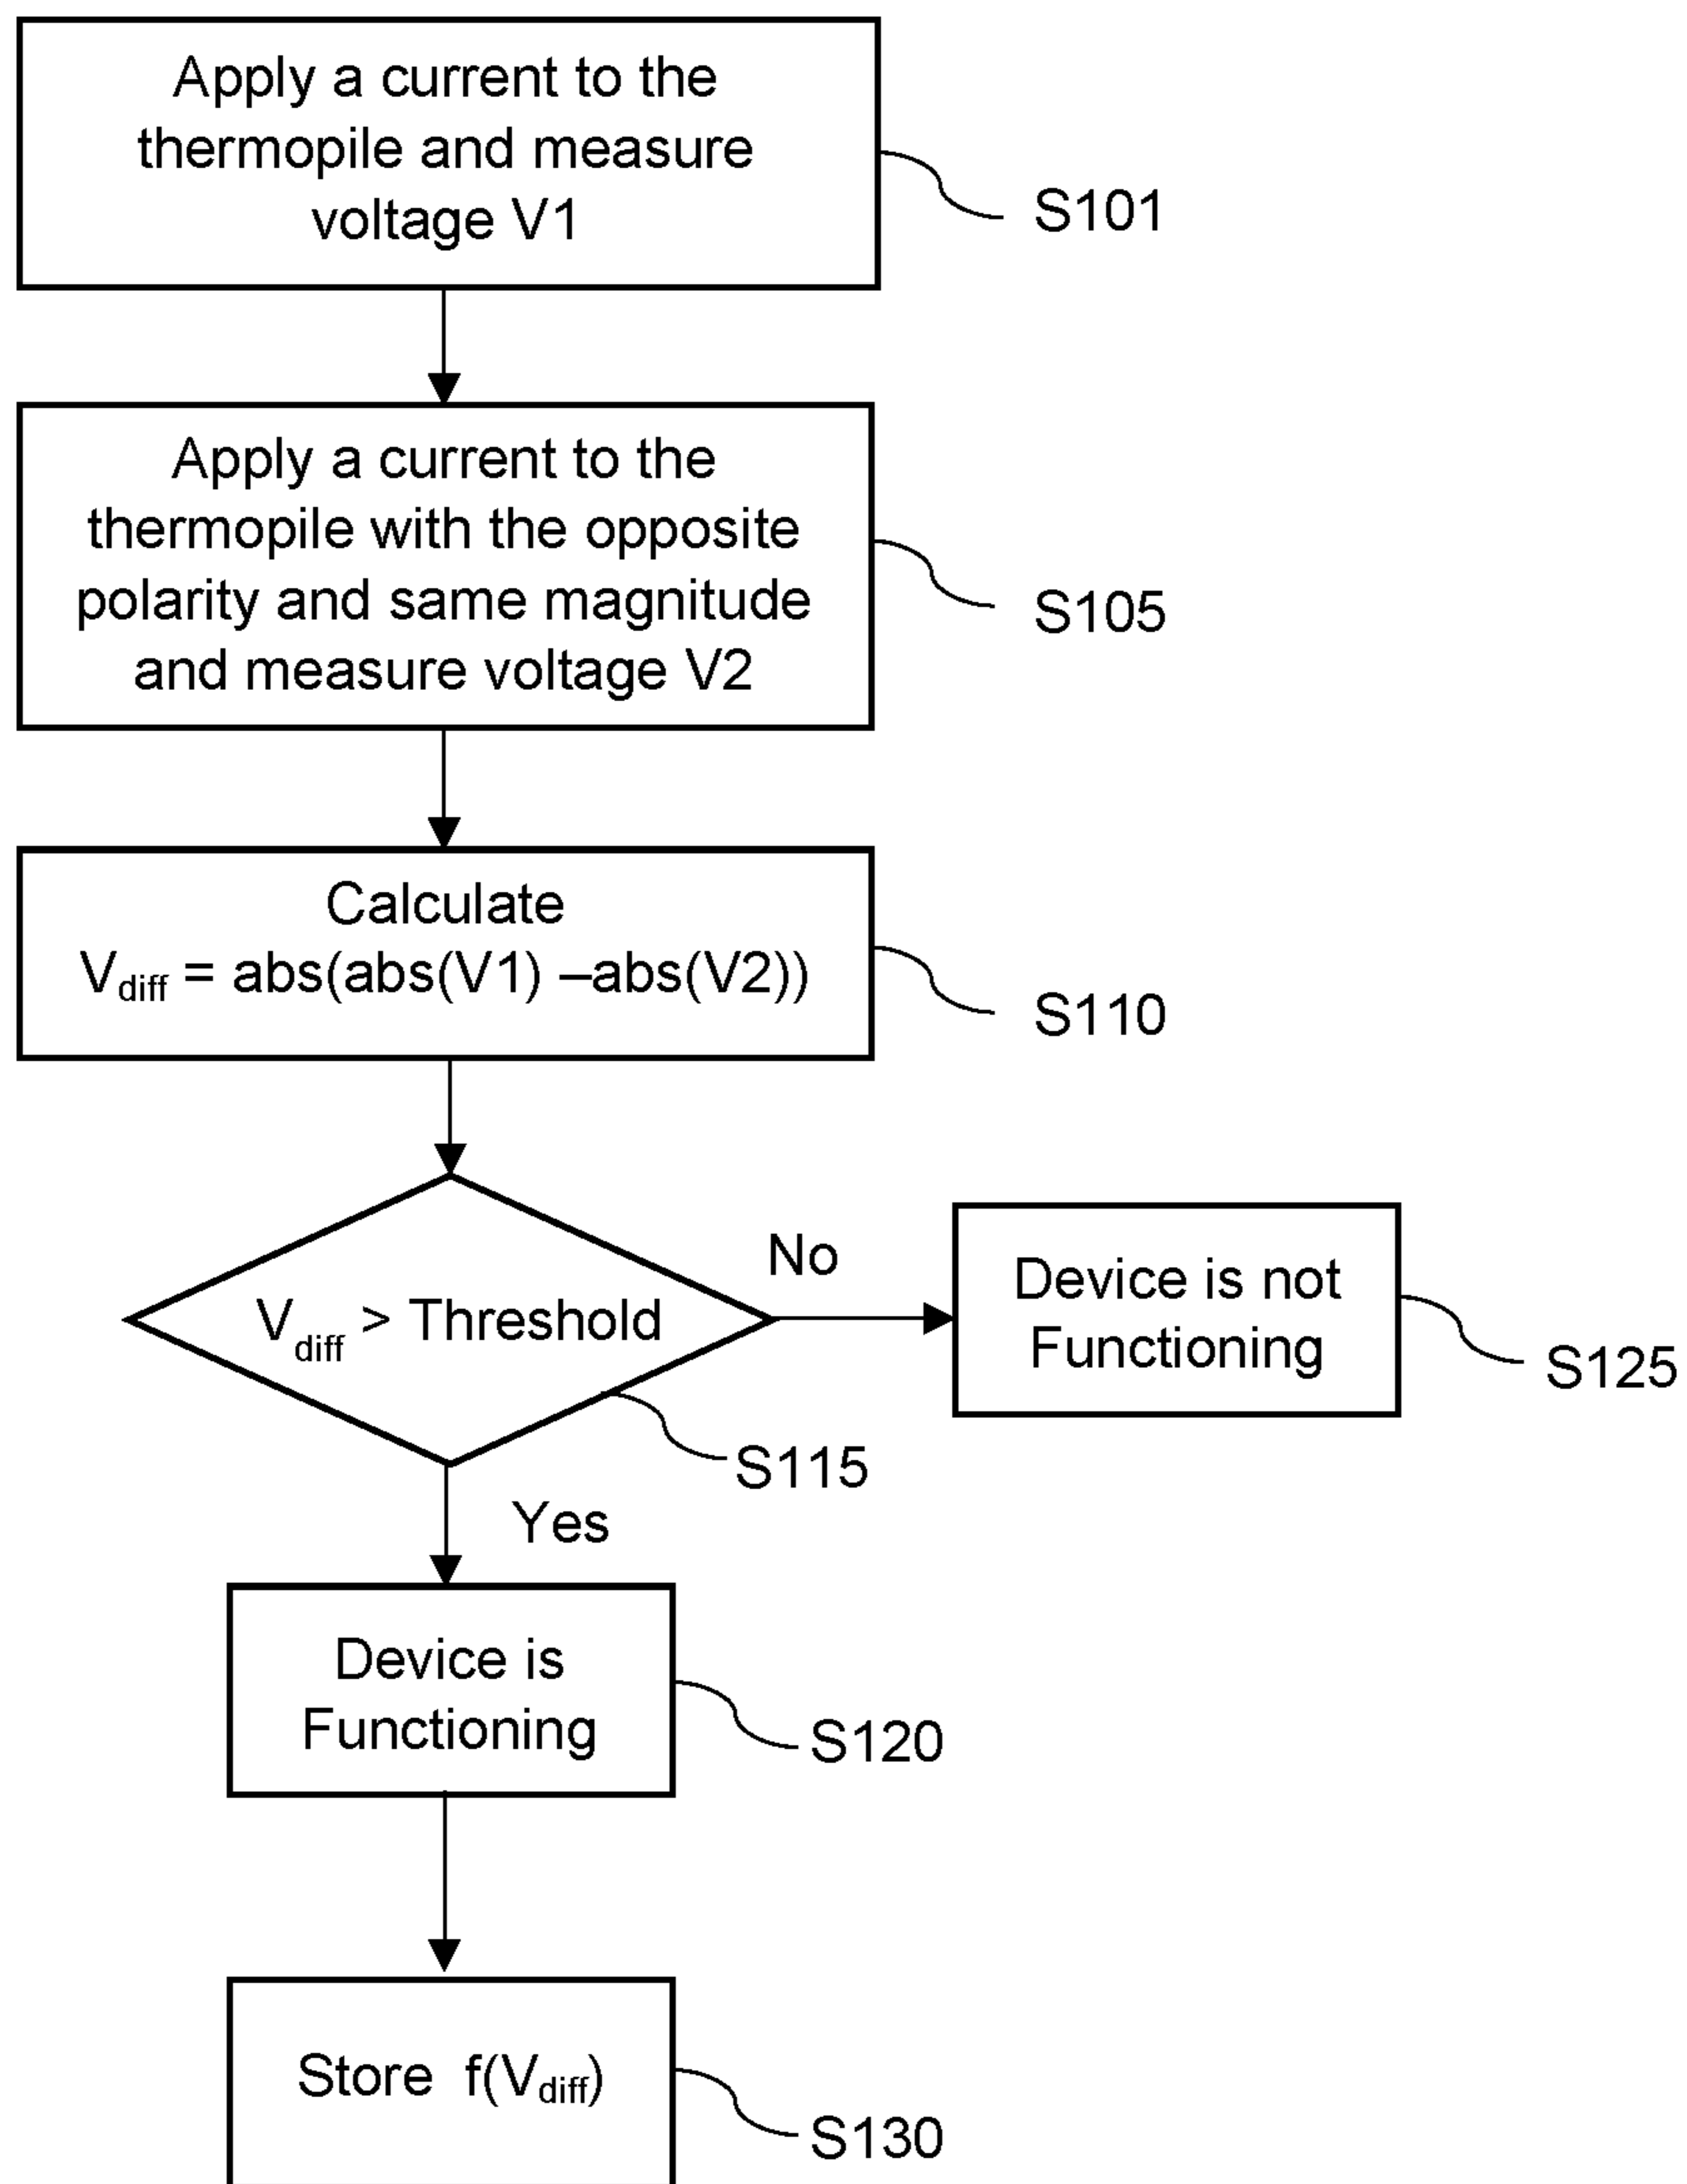 Apply a current to the
thermopile and measure
voltage V1
S101
Apply a current to the
thermopile with the opposite
polarity and same magnitude
and measure voltage V2
S105
Calculate
Vdiff = abs(abs(V1) –abs(V2))
S110
Vdiff > Threshold
S115
No
Device is not
Functioning
S125
Yes
Device is
Functioning
S120
Store f(Vdiff)
S130